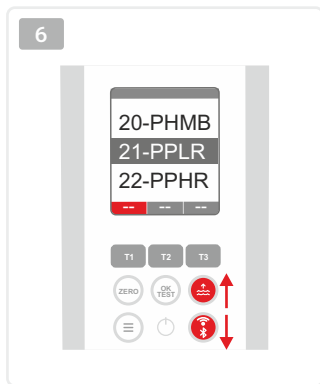 6
20-PHMB
21-PPLR
22-PPHR
-- -- --
T1 T2 T3
ZERO OK TEST